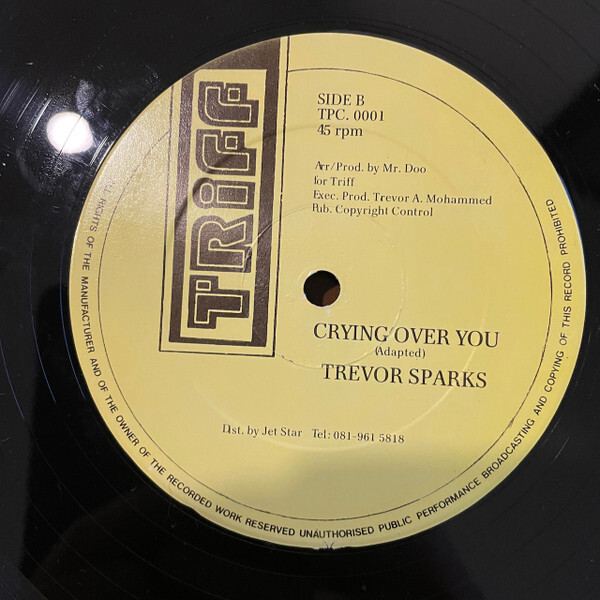 TRIFF
SIDE B
TPC. 0001
45 rpm
Arr/Prod. by Mr. Doo
for Triff
Exec. Prod. Trevor A. Mohammed
Pub. Copyright Control
CRYING OVER YOU
(Adapted)
TREVOR SPARKS
Dist. by Jet Star Tel: 081-961 5818
ALL RIGHTS OF THE MANUFACTURER AND OF THE OWNER OF THE RECORDED WORK RESERVED UNAUTHORISED PUBLIC PERFORMANCE BROADCASTING AND COPYING OF THIS RECORD PROHIBITED